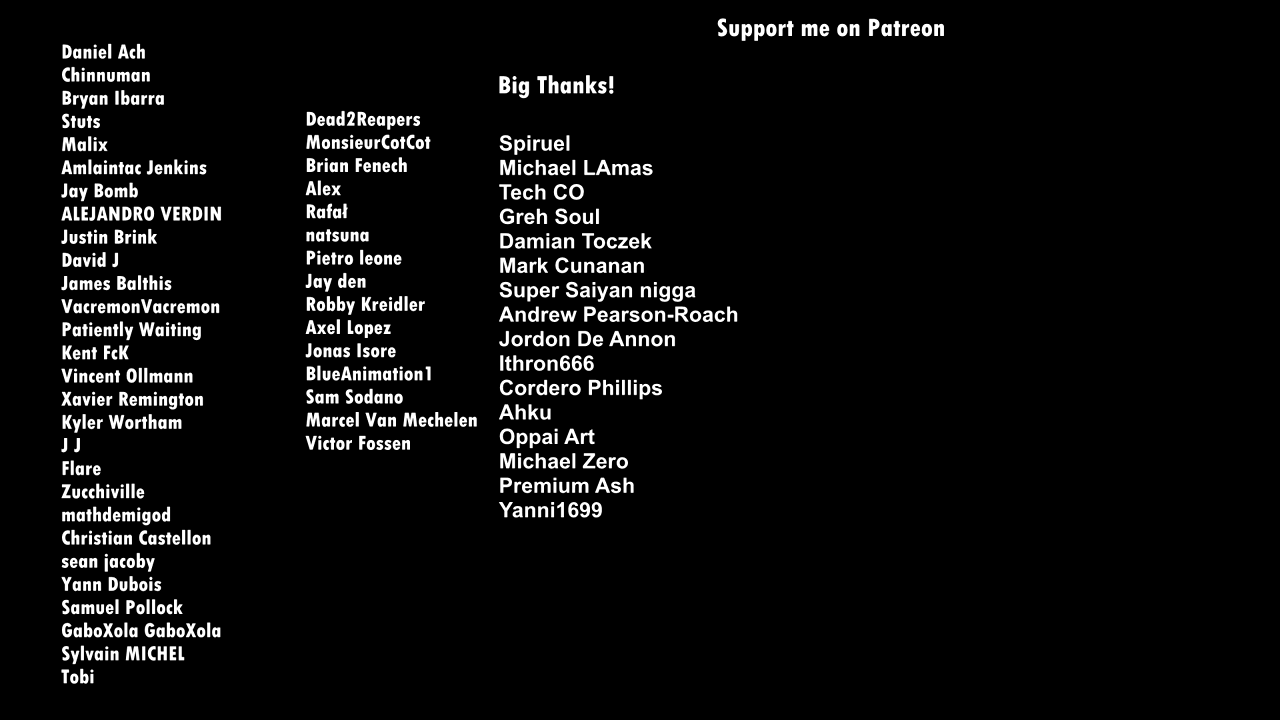 Support me on Patreon
Daniel Ach
Chinnuman
Bryan Ibarra
Stuts
Malix
Amlaintac Jenkins
Jay Bomb
ALEJANDRO VERDIN
Justin Brink
David J
James Balthis
VacremonVacremon
Patiently Waiting
Kent FcK
Vincent Ollmann
Xavier Remington
Kyler Wortham
J J
Flare
Zucchiville
mathdemigod
Christian Castellon
sean jacoby
Yann Dubois
Samuel Pollock
GaboXola GaboXola
Sylvain MICHEL
Tobi
Dead2Reapers
MonsieurCotCot
Brian Fenech
Alex
Rafał
natsuna
Pietro leone
Jay den
Robby Kreidler
Axel Lopez
Jonas Isore
BlueAnimation1
Sam Sodano
Marcel Van Mechelen
Victor Fossen
Big Thanks!
Spiruel
Michael LAmas
Tech CO
Greh Soul
Damian Toczek
Mark Cunanan
Super Saiyan nigga
Andrew Pearson-Roach
Jordon De Annon
Ithron666
Cordero Phillips
Ahku
Oppai Art
Michael Zero
Premium Ash
Yanni1699